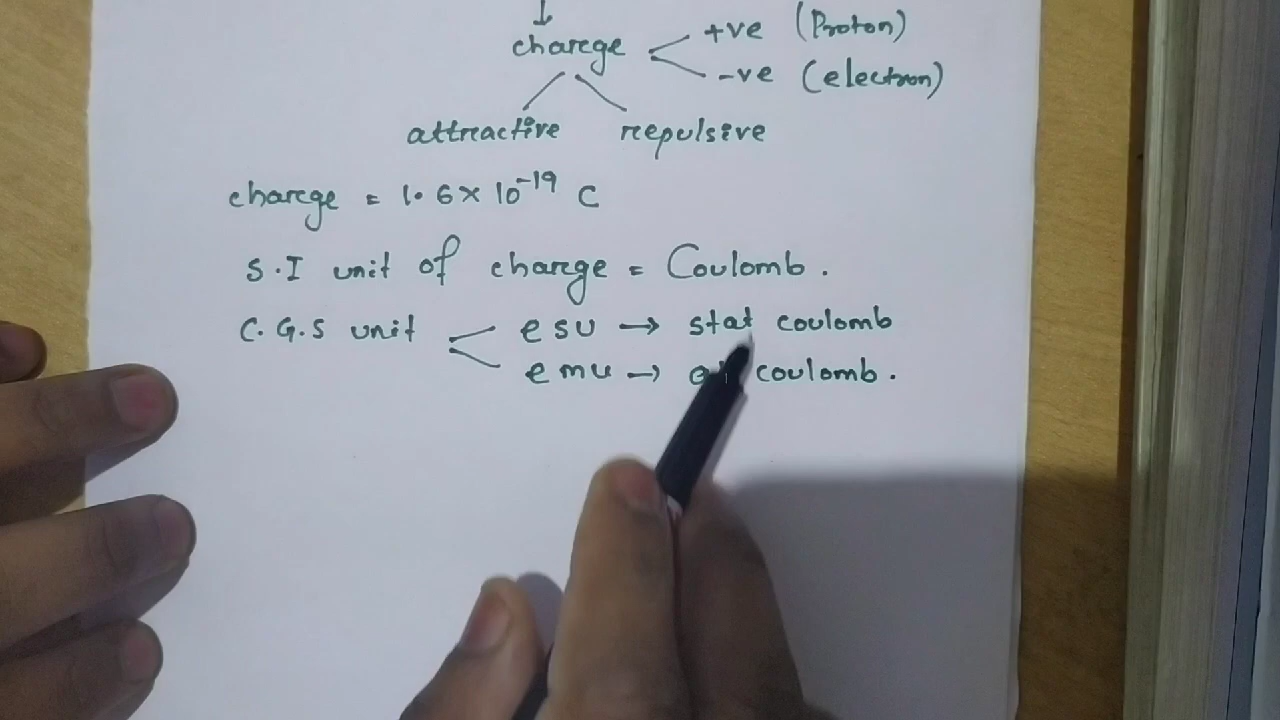 charge +ve (Proton)
-ve (electron)
attractive repulsive
charge = 1.6 × 10⁻¹⁹ C
S.I unit of charge = Coulomb.
C.G.S unit esu → stat coulomb
emu → coulomb.